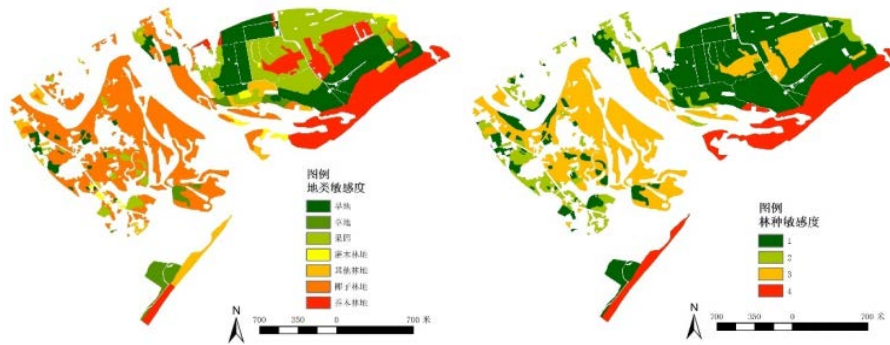 图例
地类敏感度
旱地
草地
果园
灌木林地
其他林地
椰子林地
乔木林地
N
700 350 0 700 米
图例
林种敏感度
1
2
3
4
N
700 350 0 700 米